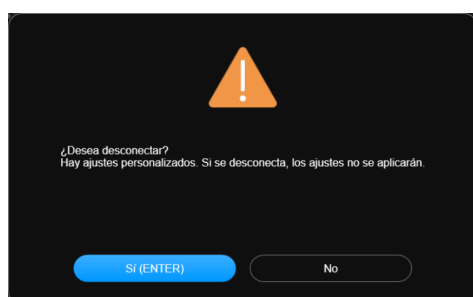 ¿Desea desconectar?
Hay ajustes personalizados. Si se desconecta, los ajustes no se aplicarán.
Sí (ENTER)
No